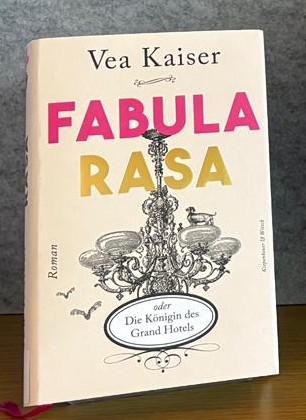 Vea Kaiser
FABULA
RASA
Roman
Kiepenheuer & Witsch
oder
Die Königin des
Grand Hotels